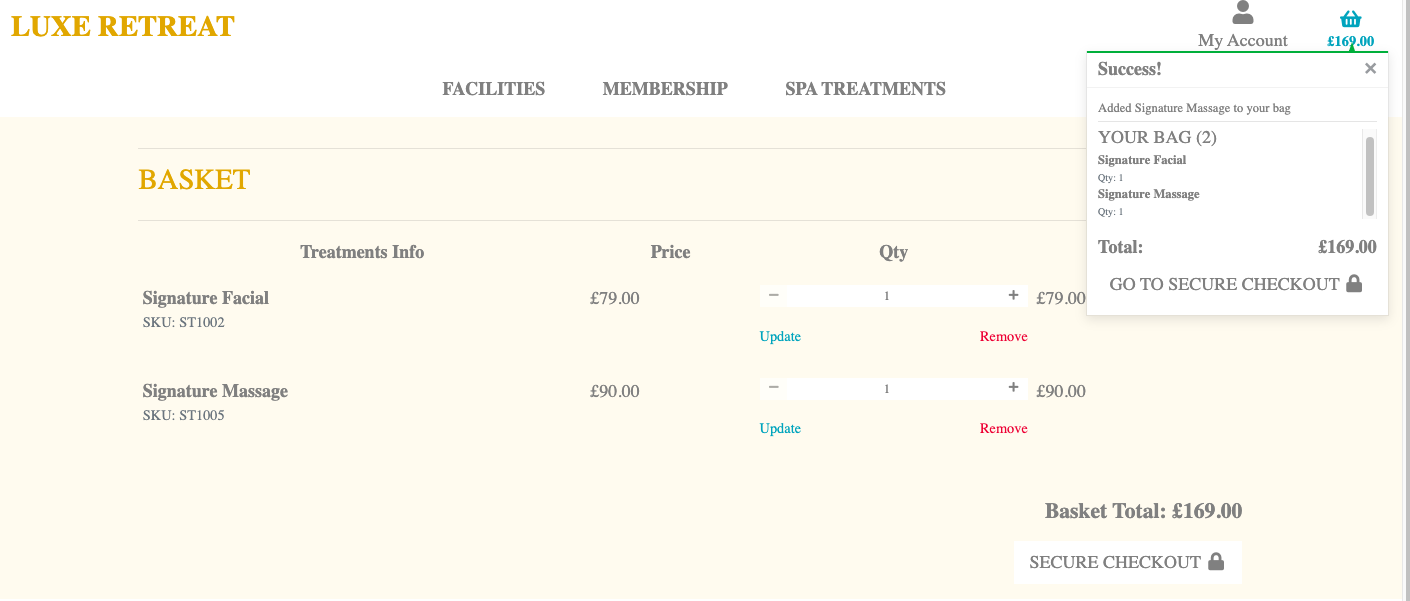 LUXE RETREAT
My Account
£169.00
FACILITIES MEMBERSHIP SPA TREATMENTS
Success! ×
Added Signature Massage to your bag
YOUR BAG (2)
Signature Facial
Qty: 1
Signature Massage
Qty: 1
Total: £169.00
GO TO SECURE CHECKOUT
BASKET
Treatments Info Price Qty
Signature Facial £79.00 − 1 + £79.00
SKU: ST1002
Update Remove
Signature Massage £90.00 − 1 + £90.00
SKU: ST1005
Update Remove
Basket Total: £169.00
SECURE CHECKOUT